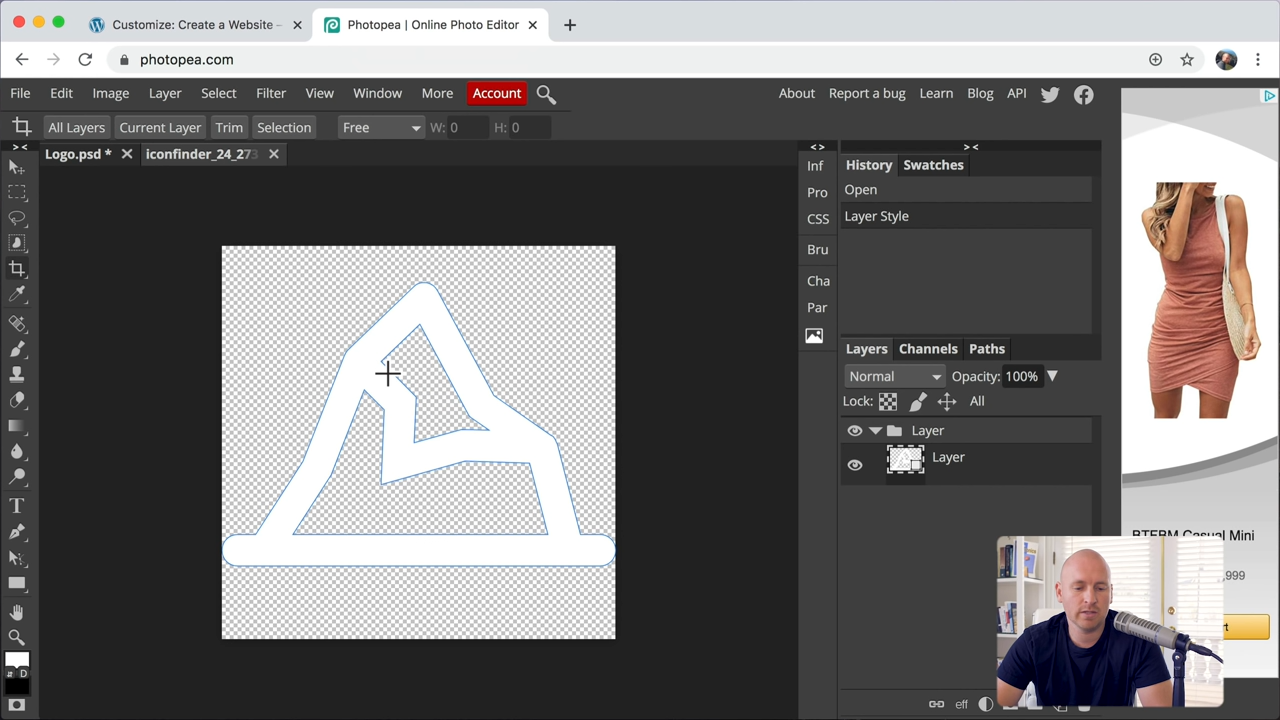 Customize: Create a Website –
Photopea | Online Photo Editor
photopea.com
File Edit Image Layer Select Filter View Window More Account
About Report a bug Learn Blog API
All Layers Current Layer Trim Selection Free W: 0 H: 0
Logo.psd * iconfinder_24_273
Inf
Pro
CSS
Bru
Cha
Par
History Swatches
Open
Layer Style
Layers Channels Paths
Normal Opacity: 100%
Lock: All
Layer
Layer
eff
D
BTFBM Casual Mini
,999